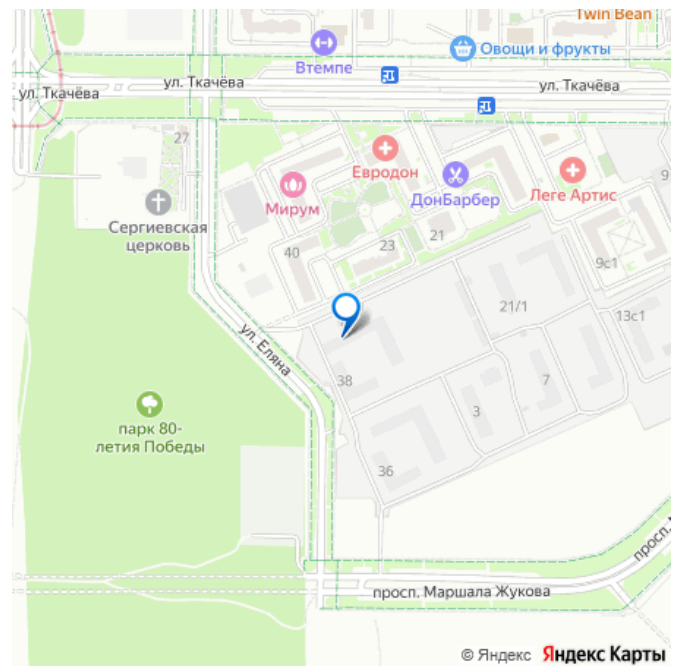 Twin Bean
Овощи и фрукты
Втемпе
ул. Ткачёва
ул. Ткачёва
ул. Ткачёва
27
Евродон
ДонБарбер
Леге Артис
9
Мирум
Сергиевская
церковь
40
23
21
9с1
21/1
13с1
ул. Еляна
38
7
3
парк 80-
летия Победы
36
просп. Маршала Жукова
просп.
© Яндекс Яндекс Карты